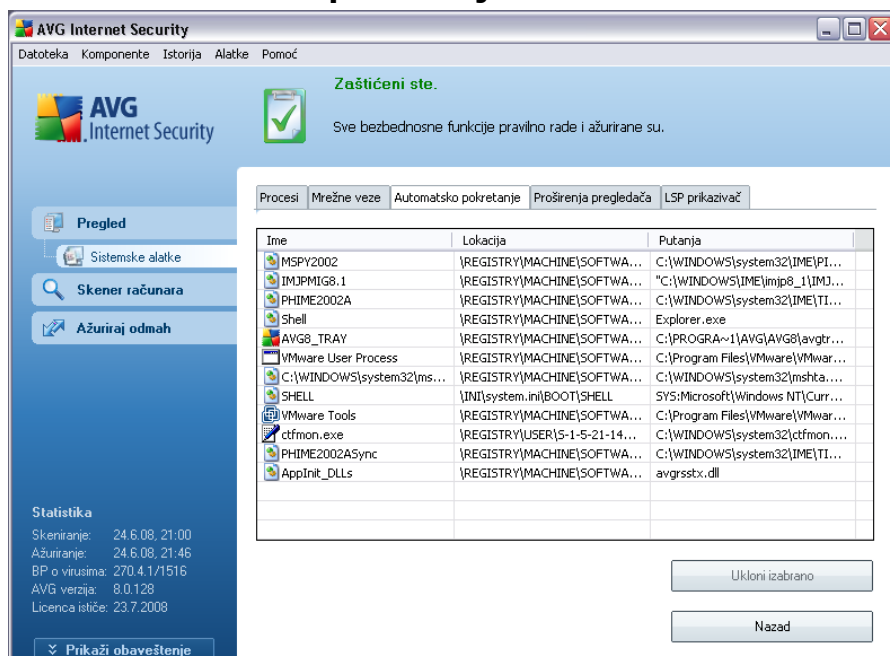 AVG Internet Security
Datoteka Komponente Istorija Alatke Pomoć
AVG
Internet Security
Zaštićeni ste.
Sve bezbednosne funkcije pravilno rade i ažurirane su.
Pregled
Sistemske alatke
Skener računara
Ažuriraj odmah
Procesi Mrežne veze Automatsko pokretanje Proširenja pregledača LSP prikazivač
Ime Lokacija Putanja
MSPY2002 \REGISTRY\MACHINE\SOFTWA... C:\WINDOWS\system32\IME\PI...
IMJPMIG8.1 \REGISTRY\MACHINE\SOFTWA... "C:\WINDOWS\IME\imjp8_1\IMJ...
PHIME2002A \REGISTRY\MACHINE\SOFTWA... C:\WINDOWS\system32\IME\TI...
Shell \REGISTRY\MACHINE\SOFTWA... Explorer.exe
AVG8_TRAY \REGISTRY\MACHINE\SOFTWA... C:\PROGRA~1\AVG\AVG8\avgtr...
VMware User Process \REGISTRY\MACHINE\SOFTWA... C:\Program Files\VMware\VMwar...
C:\WINDOWS\system32\ms... \REGISTRY\MACHINE\SOFTWA... C:\WINDOWS\system32\mshta....
SHELL \INI\system.ini\BOOT\SHELL SYS:Microsoft\Windows NT\Curr...
VMware Tools \REGISTRY\MACHINE\SOFTWA... C:\Program Files\VMware\VMwar...
ctfmon.exe \REGISTRY\USER\S-1-5-21-14... C:\WINDOWS\system32\ctfmon....
PHIME2002ASync \REGISTRY\MACHINE\SOFTWA... C:\WINDOWS\system32\IME\TI...
AppInit_DLLs \REGISTRY\MACHINE\SOFTWA... avgrsstx.dll
Statistika
Skeniranje: 24.6.08, 21:00
Ažuriranje: 24.6.08, 21:46
BP o virusima: 270.4.1/1516
AVG verzija: 8.0.128
Licenca ističe: 23.7.2008
Prikaži obaveštenje
Ukloni izabrano
Nazad